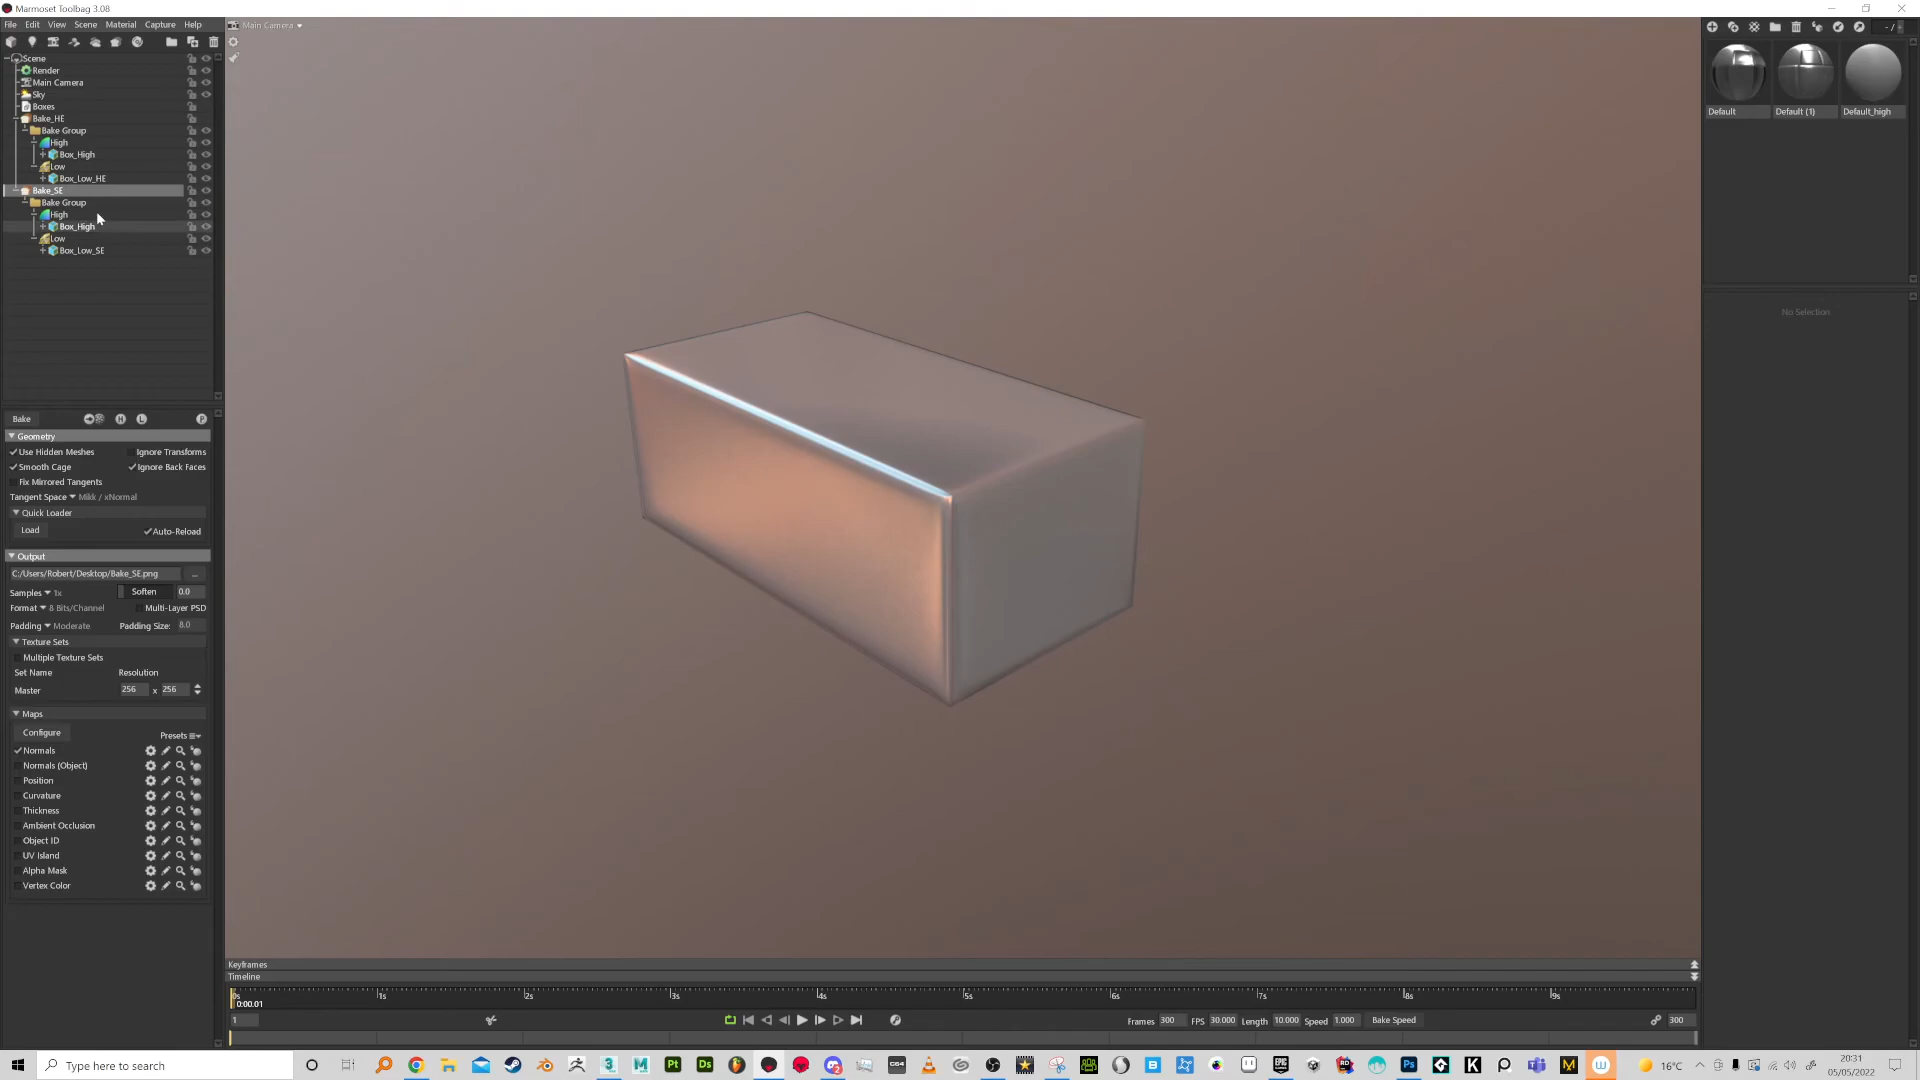 Marmoset Toolbag 3.08
File Edit View Scene Material Capture Help
Main Camera
Scene
Render
Main Camera
Sky
Boxes
Bake_HE
Bake Group
High
Box_High
Low
Box_Low_HE
Bake_SE
Bake Group
High
Box_High
Low
Box_Low_SE
Default Default (1) Default_high
No Selection
Bake H L P
Geometry
Use Hidden Meshes Ignore Transforms
Smooth Cage Ignore Back Faces
Fix Mirrored Tangents
Tangent Space Mikk / xNormal
Quick Loader
Load Auto-Reload
Output
C:/Users/Robert/Desktop/Bake_SE.png ...
Samples 1x Soften 0.0
Format 8 Bits/Channel Multi-Layer PSD
Padding Moderate Padding Size: 8.0
Texture Sets
Multiple Texture Sets
Set Name Resolution
Master 256 x 256
Maps
Configure
Presets
Normals
Normals (Object)
Position
Curvature
Thickness
Ambient Occlusion
Object ID
UV Island
Alpha Mask
Vertex Color
Keyframes
Timeline
0s 1s 2s 3s 4s 5s 6s 7s 8s 9s
0:00.01
1 Frames 300 FPS 30.000 Length 10.000 Speed 1.000 Bake Speed 300
Type here to search
16°C
20:31
05/05/2022